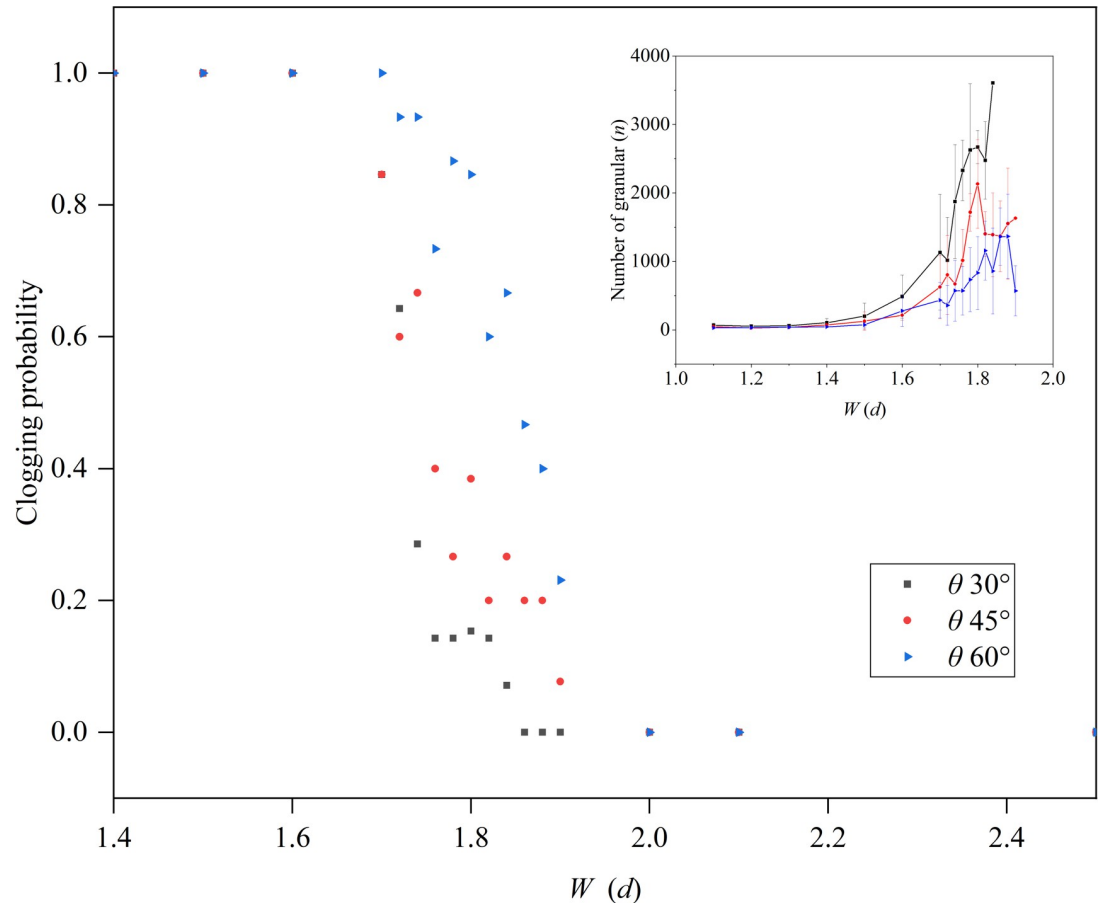 Clogging probability
1.0
0.8
0.6
0.4
0.2
0.0
1.4 1.6 1.8 2.0 2.2 2.4
W (d)
Number of granular (n)
4000
3000
2000
1000
0
1.0 1.2 1.4 1.6 1.8 2.0
W (d)
θ 30°
θ 45°
θ 60°